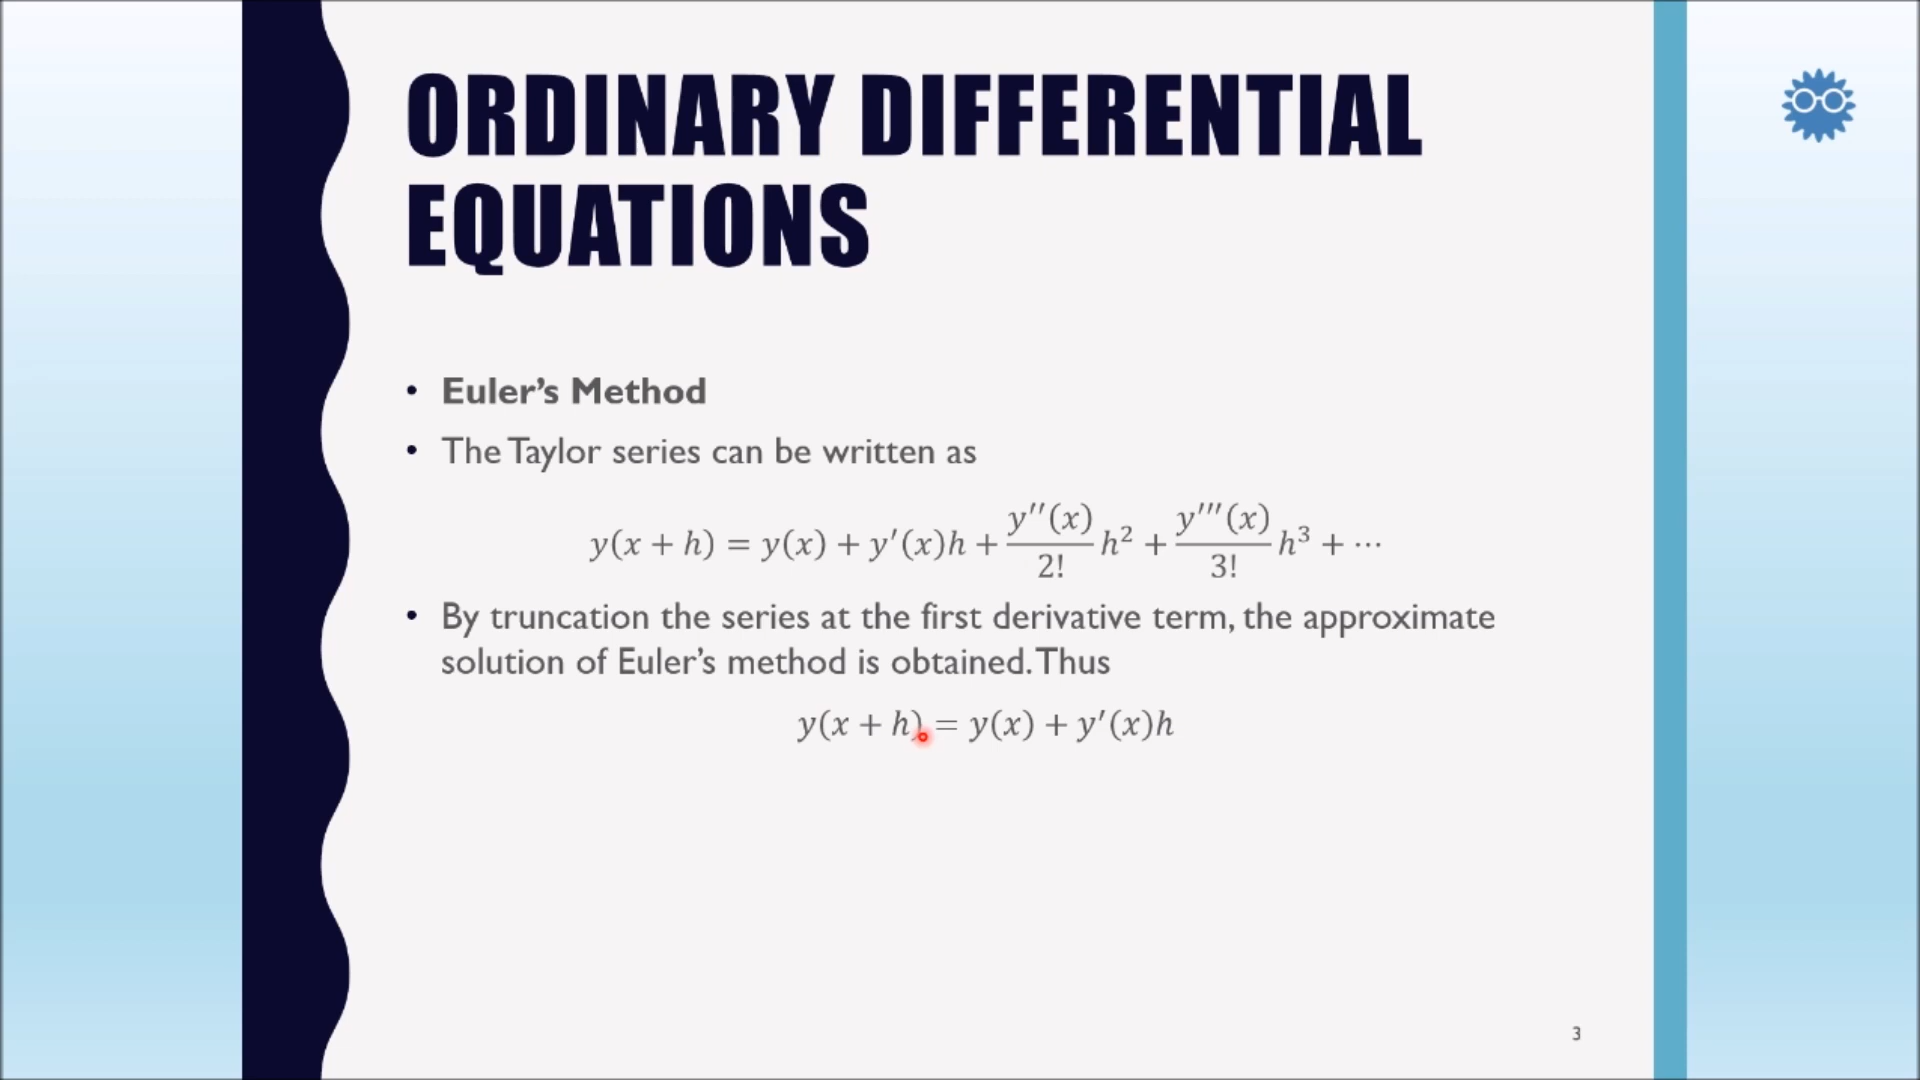 ORDINARY DIFFERENTIAL
EQUATIONS
• Euler’s Method
• The Taylor series can be written as
y(x + h) = y(x) + y′(x)h + y′′(x)/2! h² + y′′′(x)/3! h³ + ⋯
• By truncation the series at the first derivative term, the approximate
solution of Euler’s method is obtained. Thus
y(x + h) = y(x) + y′(x)h
3